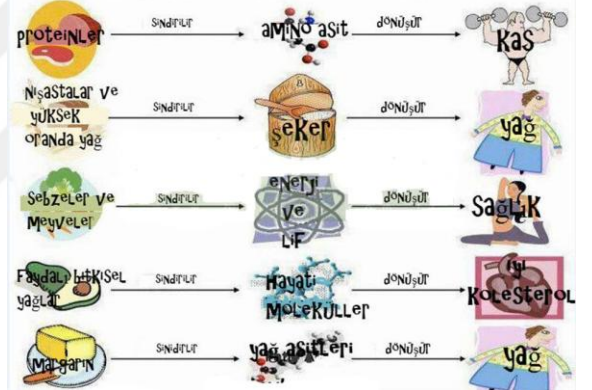 Proteinler sindirilir amino asit dönüşür Kas
Nişastalar ve
yüksek
oranda yağ
sindirilir şeker dönüşür yağ
Sebzeler ve
Meyveler
sindirilir
enerji
ve
Lif
dönüşür Sağlık
Faydalı bitkisel
yağlar
sindirilir
Hayati
Moleküller
dönüşür
iyi
Kolesterol
Margarin sindirilir yağ asitleri dönüşür yağ